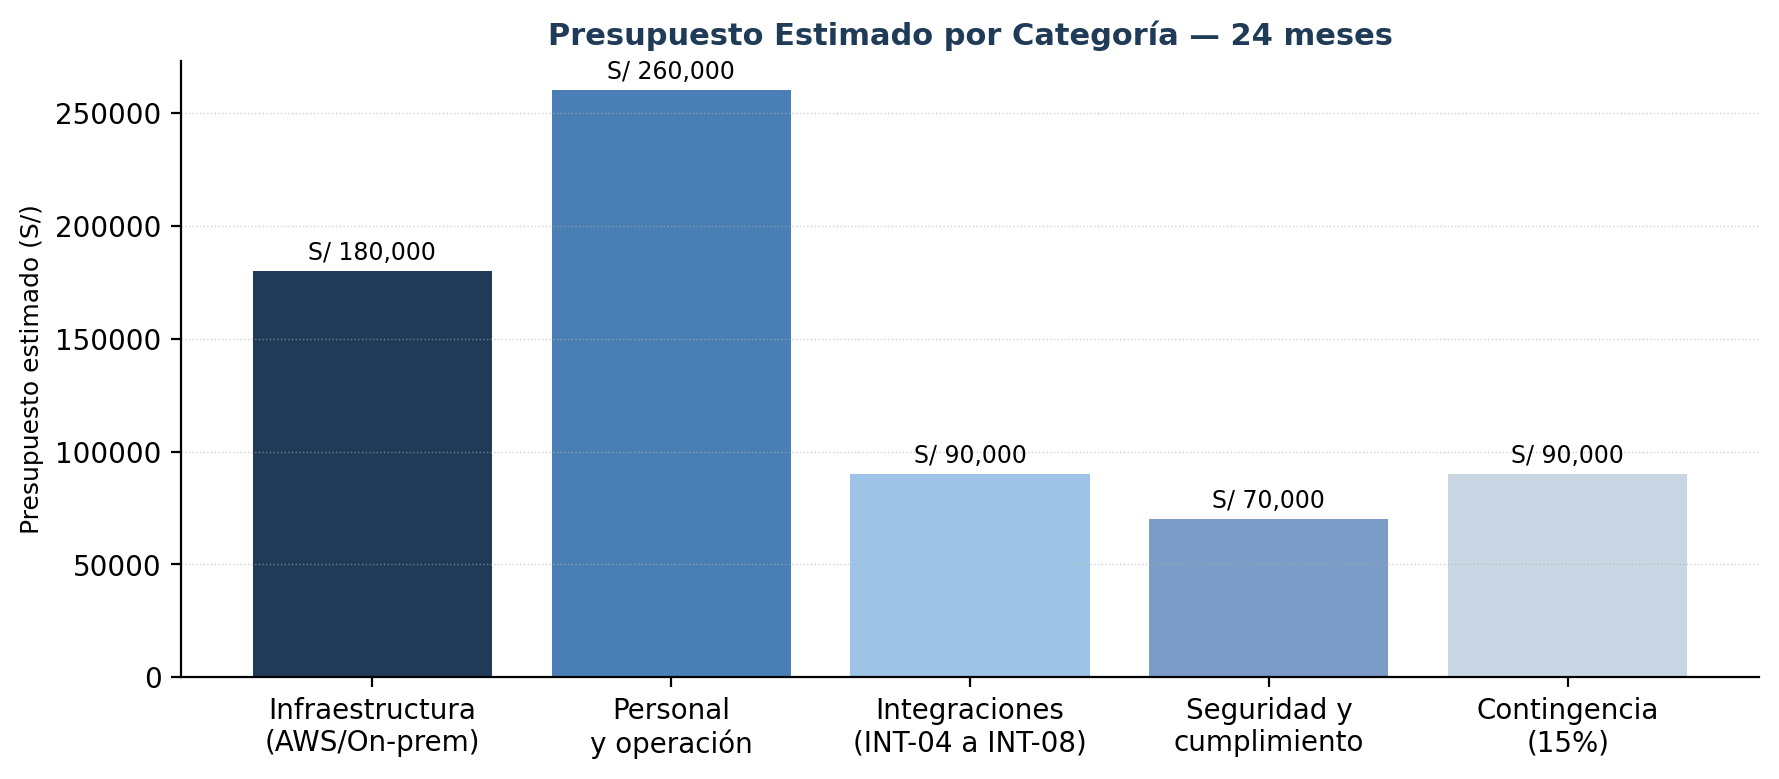 Presupuesto Estimado por Categoría — 24 meses
Presupuesto estimado (S/)
250000
200000
150000
100000
50000
0
S/ 180,000
S/ 260,000
S/ 90,000
S/ 70,000
S/ 90,000
Infraestructura
(AWS/On-prem)
Personal
y operación
Integraciones
(INT-04 a INT-08)
Seguridad y
cumplimiento
Contingencia
(15%)